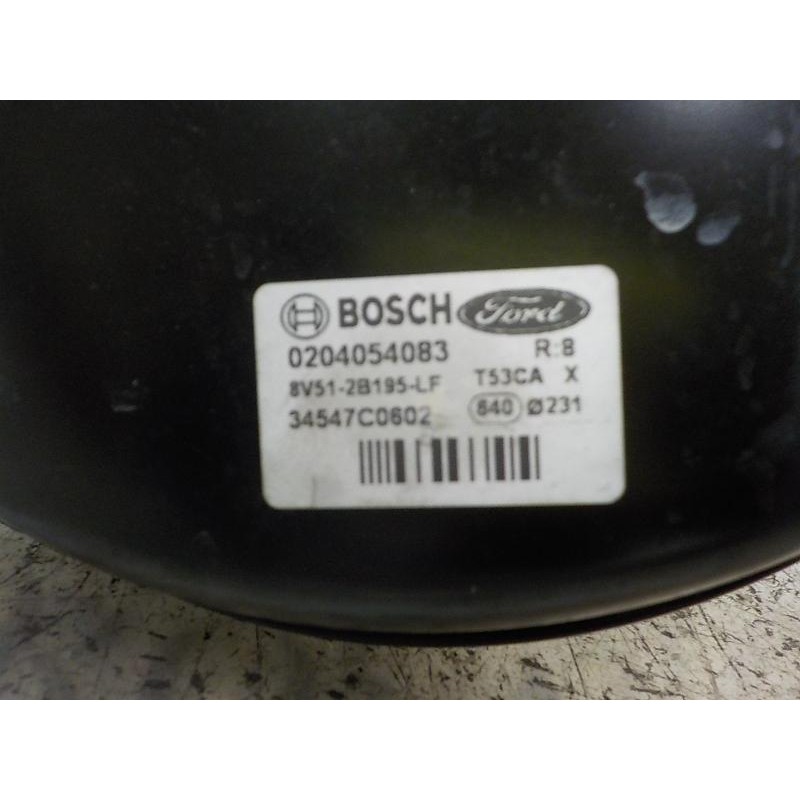 BOSCH Ford
0204054083 R:8
8V51-2B195-LF T53CA X
34547C0602 640 Ø231